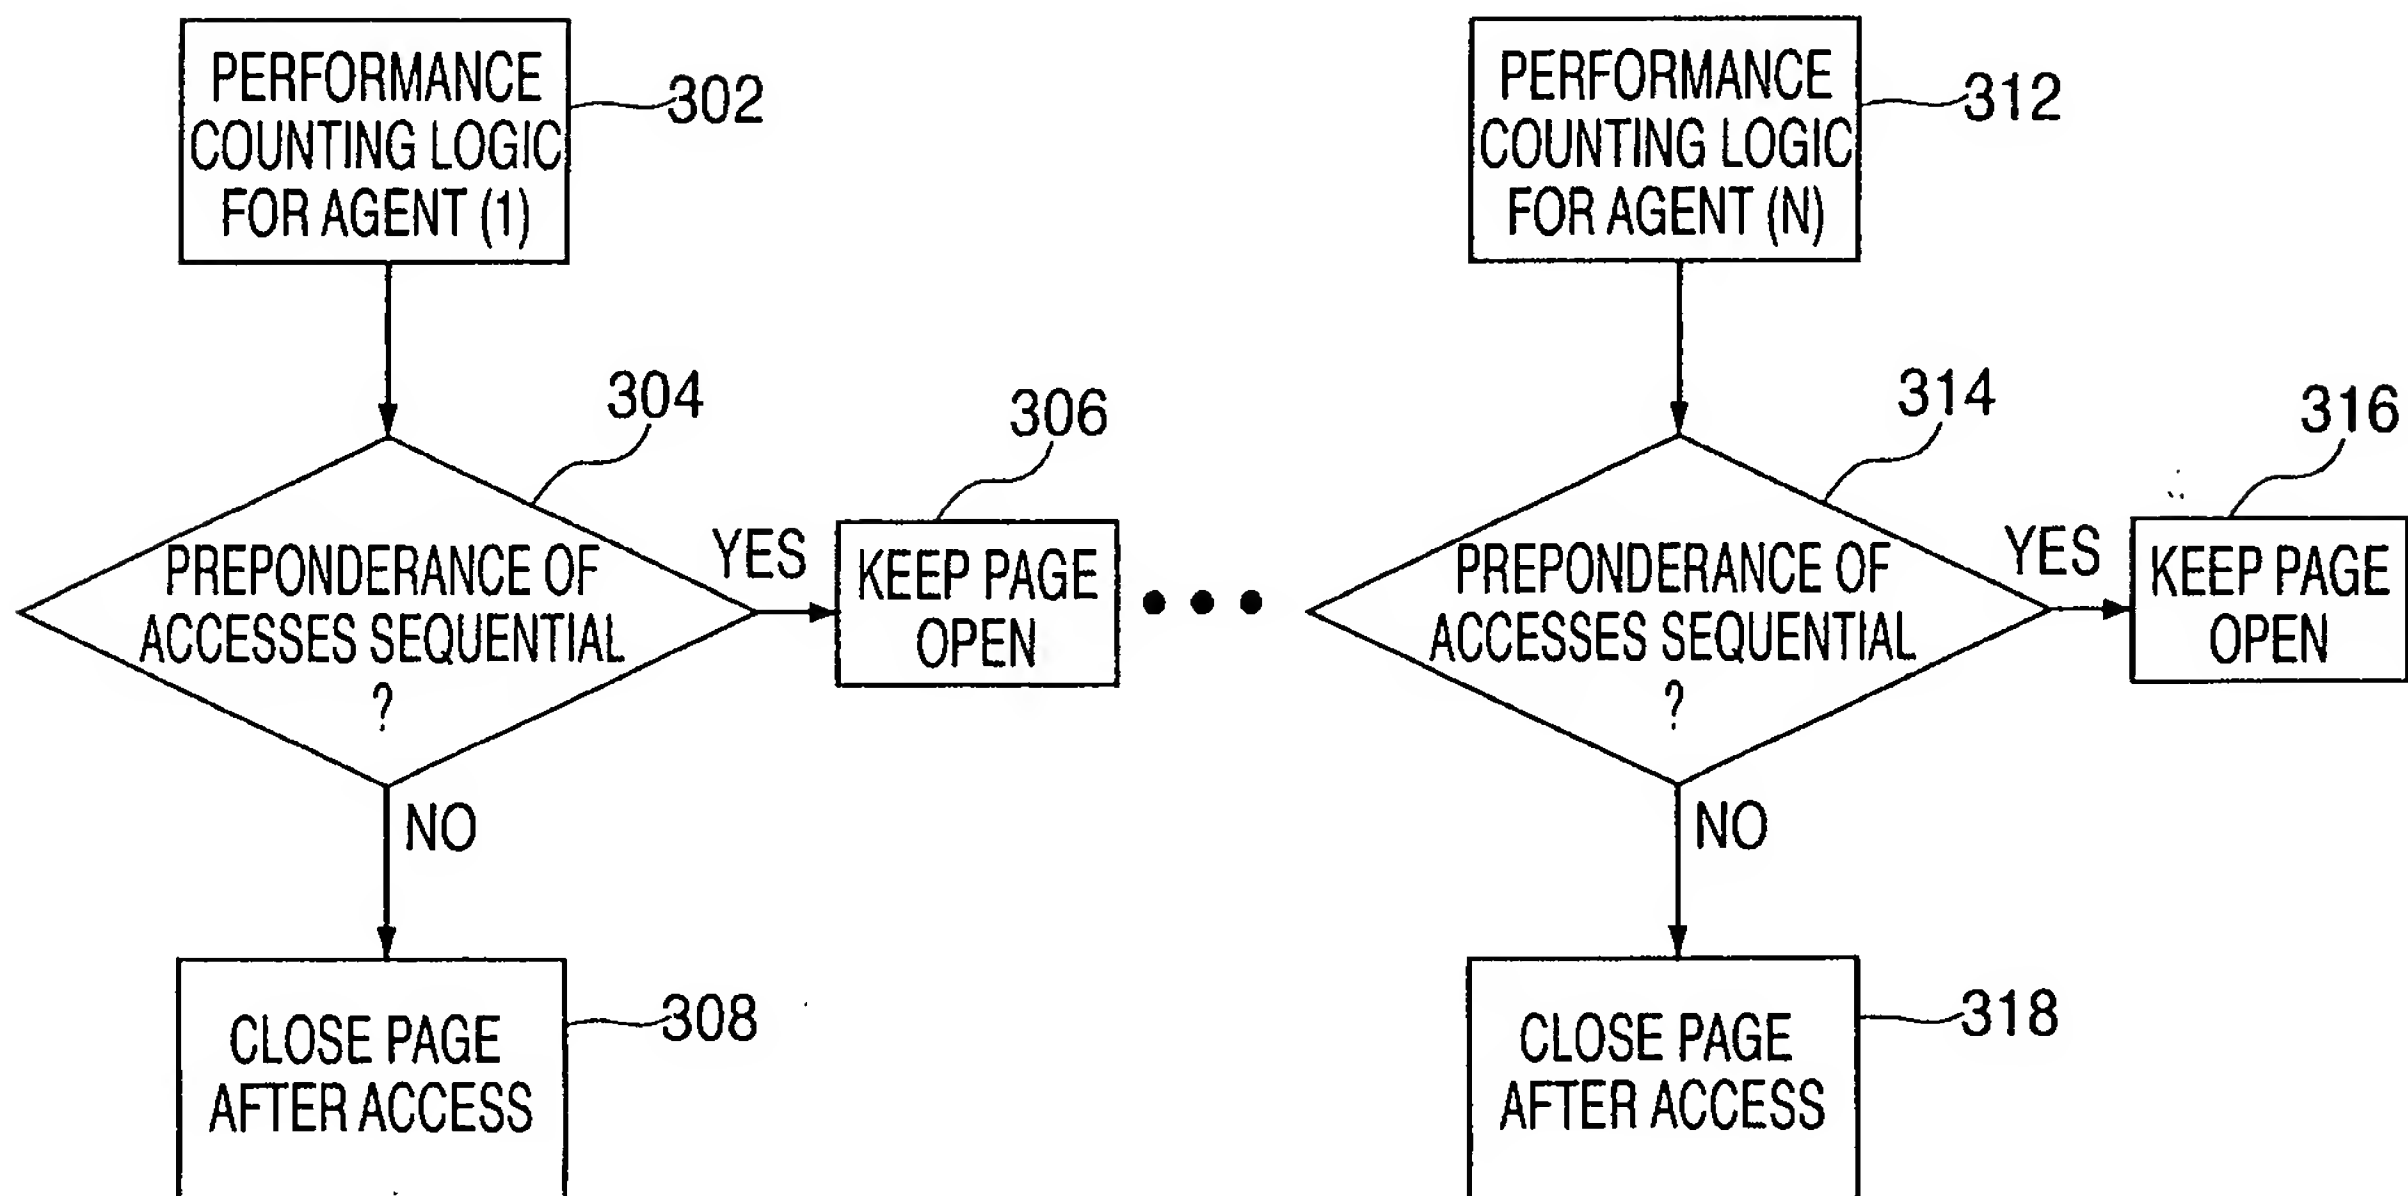 PERFORMANCE
COUNTING LOGIC
FOR AGENT (1)
302
304
PREPONDERANCE OF
ACCESSES SEQUENTIAL
?
YES
306
KEEP PAGE
OPEN
NO
CLOSE PAGE
AFTER ACCESS
308
PERFORMANCE
COUNTING LOGIC
FOR AGENT (N)
312
314
PREPONDERANCE OF
ACCESSES SEQUENTIAL
?
YES
316
KEEP PAGE
OPEN
NO
CLOSE PAGE
AFTER ACCESS
318